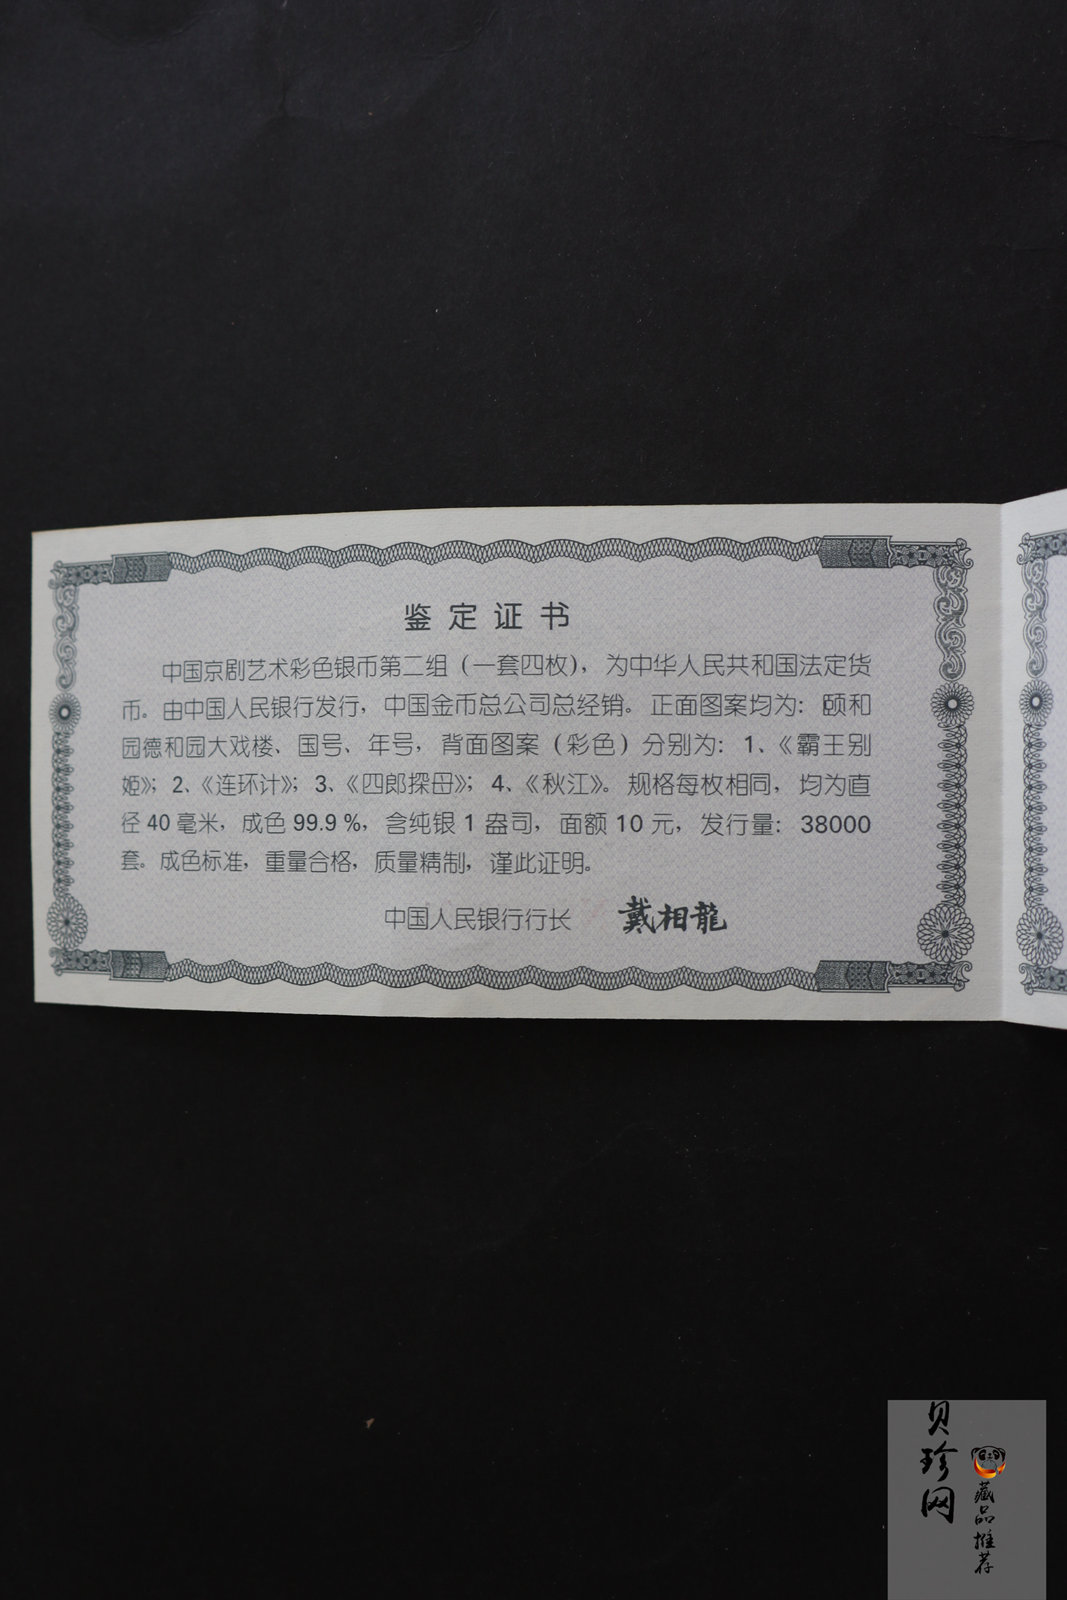 鉴定证书
中国京剧艺术彩色银币第二组（一套四枚），为中华人民共和国法定货
币。由中国人民银行发行，中国金币总公司总经销。正面图案均为：颐和
园德和园大戏楼、国号、年号，背面图案（彩色）分别为：1、《霸王别
姬》；2、《连环计》；3、《四郎探母》；4、《秋江》。规格每枚相同，均为直
径40毫米，成色99.9%，含纯银1盎司，面额10元，发行量：38000
套。成色标准，重量合格，质量精制，谨此证明。
中国人民银行行长 戴相龍
贝珍网
藏品推荐